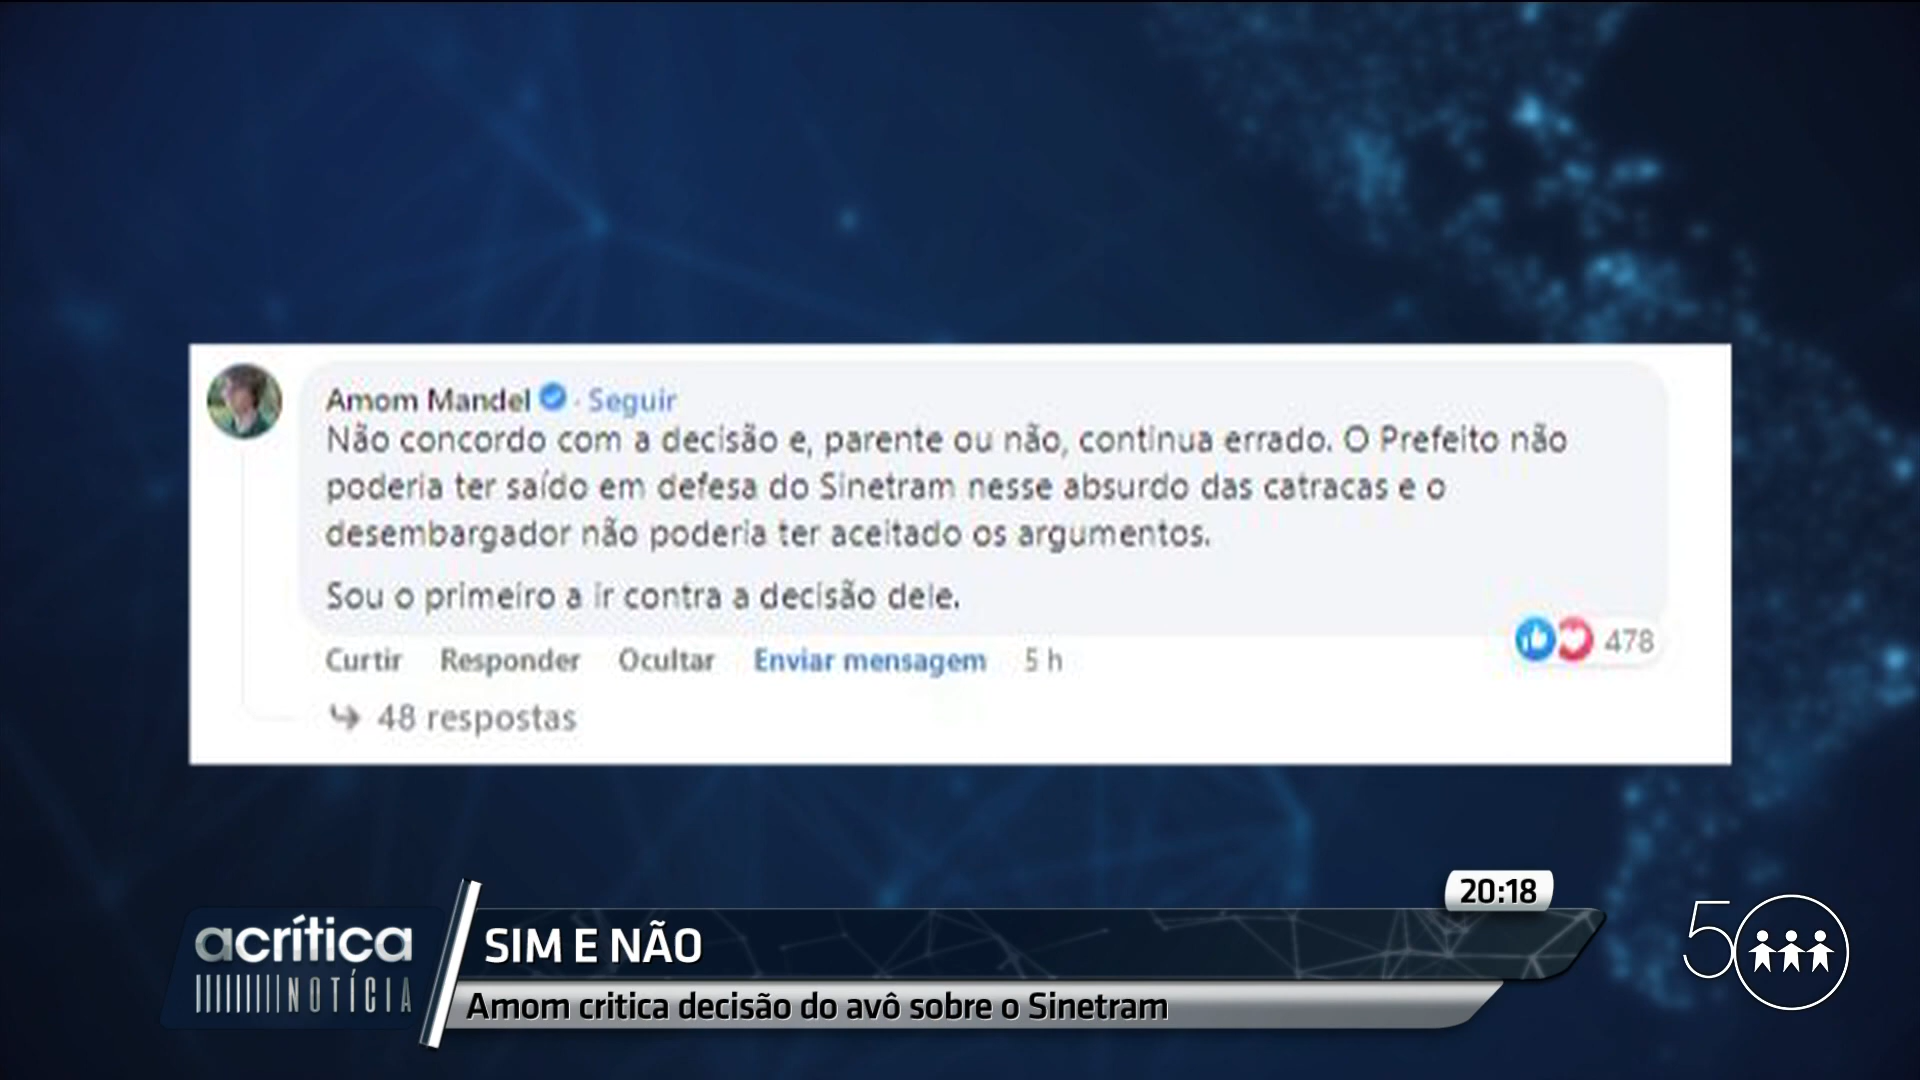 Amom Mandel · Seguir
Não concordo com a decisão e, parente ou não, continua errado. O Prefeito não
poderia ter saído em defesa do Sinetram nesse absurdo das catracas e o
desembargador não poderia ter aceitado os argumentos.
Sou o primeiro a ir contra a decisão dele.
Curtir Responder Ocultar Enviar mensagem 5 h
478
48 respostas
20:18
acrítica
NOTÍCIA
SIM E NÃO
Amom critica decisão do avô sobre o Sinetram
50